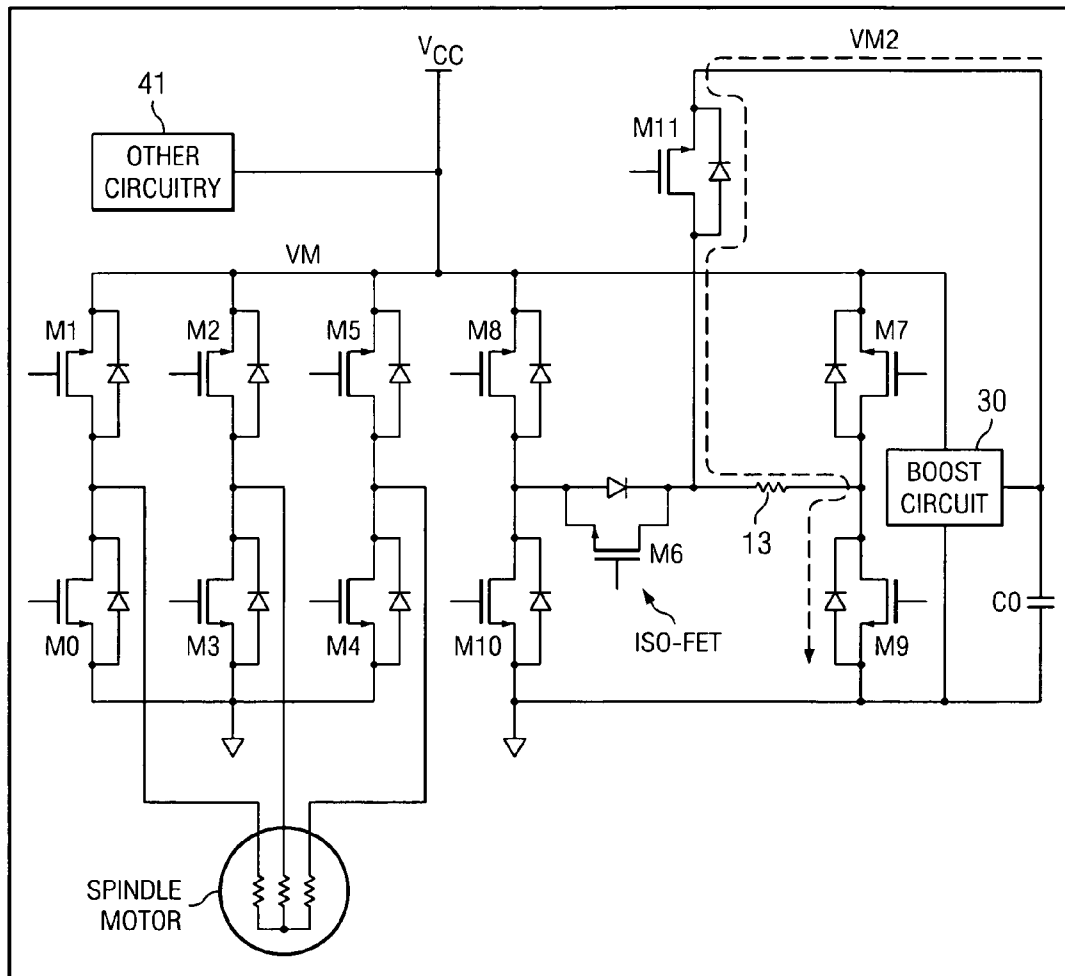 VCC
VM2
41
M11
OTHER
CIRCUITRY
VM
M1
M2
M5
M8
M7
30
BOOST
CIRCUIT
13
M6
M0
M3
M4
M10
ISO-FET
M9
C0
SPINDLE
MOTOR